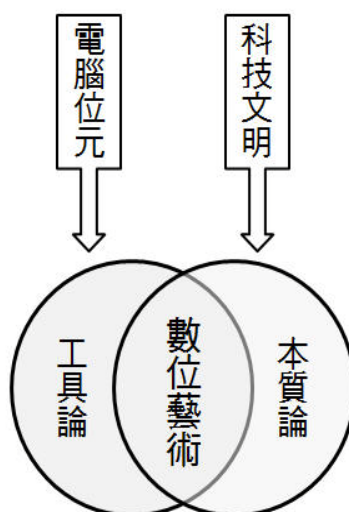 電腦位元
科技文明
工具論
數位藝術
本質論